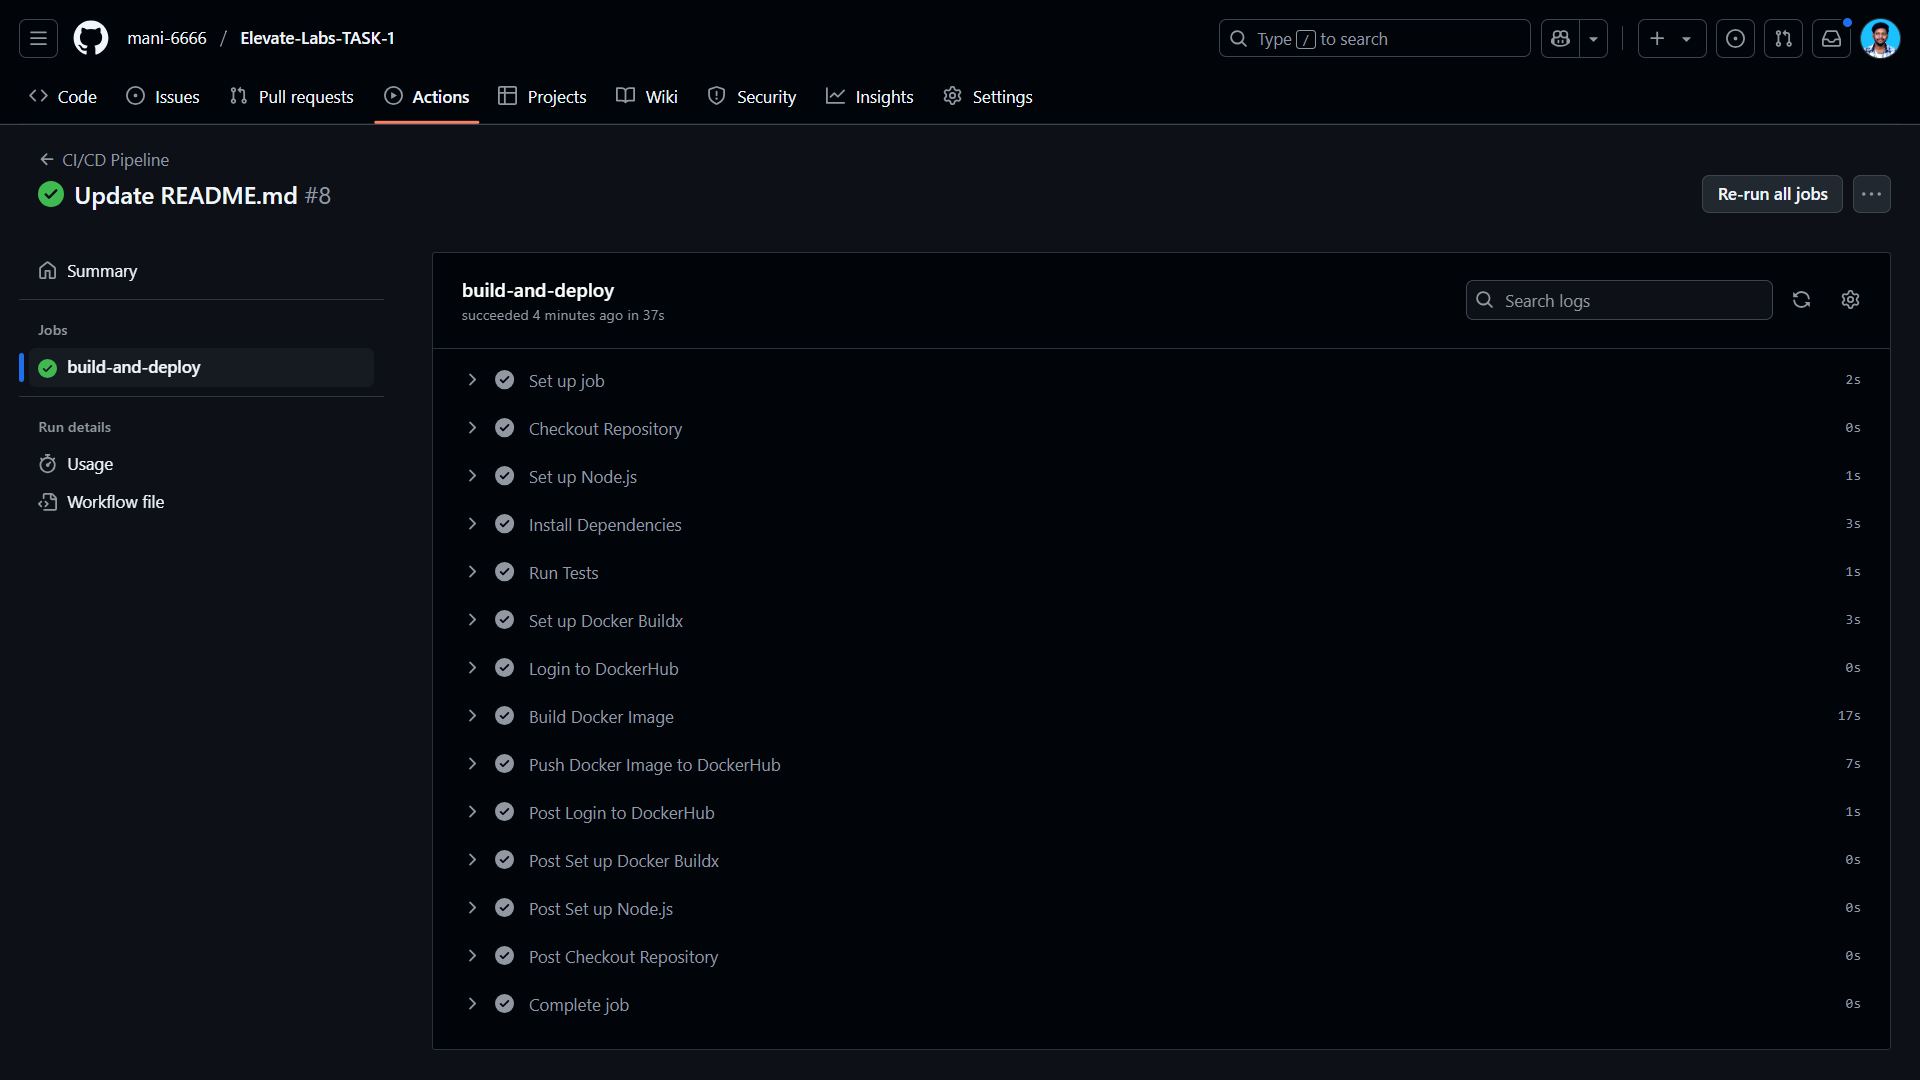 mani-6666 / Elevate-Labs-TASK-1
Type / to search
Code Issues Pull requests Actions Projects Wiki Security Insights Settings
CI/CD Pipeline
Update README.md #8
Re-run all jobs
Summary
Jobs
build-and-deploy
Run details
Usage
Workflow file
build-and-deploy
succeeded 4 minutes ago in 37s
Search logs
Set up job 2s
Checkout Repository 0s
Set up Node.js 1s
Install Dependencies 3s
Run Tests 1s
Set up Docker Buildx 3s
Login to DockerHub 0s
Build Docker Image 17s
Push Docker Image to DockerHub 7s
Post Login to DockerHub 1s
Post Set up Docker Buildx 0s
Post Set up Node.js 0s
Post Checkout Repository 0s
Complete job 0s